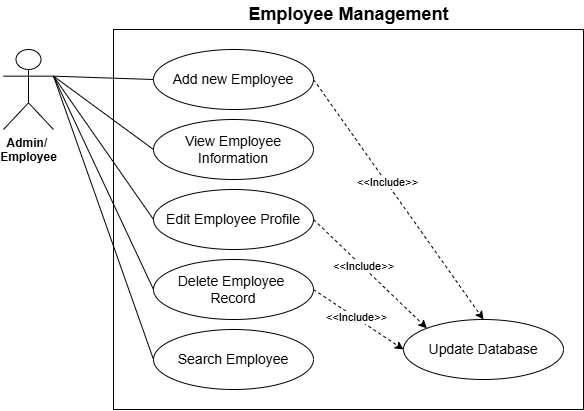 Employee Management
Add new Employee
Admin/
Employee
View Employee
Information
<<Include>>
Edit Employee Profile
<<Include>>
Delete Employee
Record
<<Include>>
Update Database
Search Employee